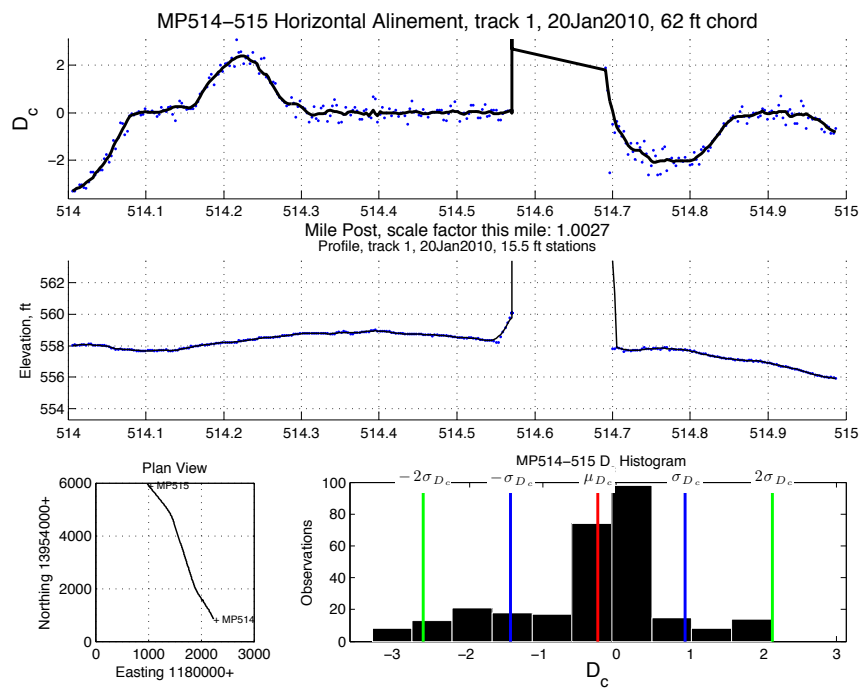 MP514−515 Horizontal Alinement, track 1, 20Jan2010, 62 ft chord
D_c
2
0
−2
514 514.1 514.2 514.3 514.4 514.5 514.6 514.7 514.8 514.9 515
Mile Post, scale factor this mile: 1.0027
Profile, track 1, 20Jan2010, 15.5 ft stations
Elevation, ft
562
560
558
556
554
514 514.1 514.2 514.3 514.4 514.5 514.6 514.7 514.8 514.9 515
Plan View
Northing 13954000+
6000
4000
2000
0
MP515
MP514
0 1000 2000 3000
Easting 1180000+
MP514−515 D Histogram
−2σ_{D_c} −σ_{D_c} μ_{D_c} σ_{D_c} 2σ_{D_c}
Observations
100
80
60
40
20
0
−3 −2 −1 0 1 2 3
D_c